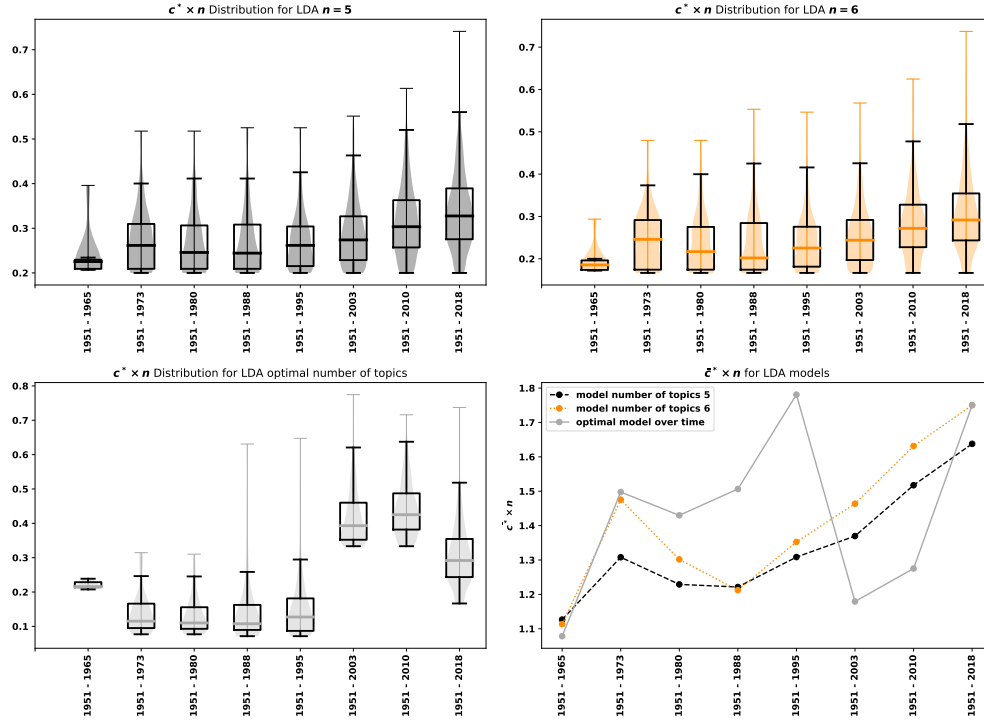 c* × n Distribution for LDA n = 5
0.7
0.6
0.5
0.4
0.3
0.2
1951 - 1965
1951 - 1973
1951 - 1980
1951 - 1988
1951 - 1995
1951 - 2003
1951 - 2010
1951 - 2018
c* × n Distribution for LDA n = 6
0.7
0.6
0.5
0.4
0.3
0.2
1951 - 1965
1951 - 1973
1951 - 1980
1951 - 1988
1951 - 1995
1951 - 2003
1951 - 2010
1951 - 2018
c* × n Distribution for LDA optimal number of topics
0.8
0.7
0.6
0.5
0.4
0.3
0.2
0.1
1951 - 1965
1951 - 1973
1951 - 1980
1951 - 1988
1951 - 1995
1951 - 2003
1951 - 2010
1951 - 2018
c̄* × n for LDA models
model number of topics 5
model number of topics 6
optimal model over time
c̄* × n
1.8
1.7
1.6
1.5
1.4
1.3
1.2
1.1
1951 - 1965
1951 - 1973
1951 - 1980
1951 - 1988
1951 - 1995
1951 - 2003
1951 - 2010
1951 - 2018